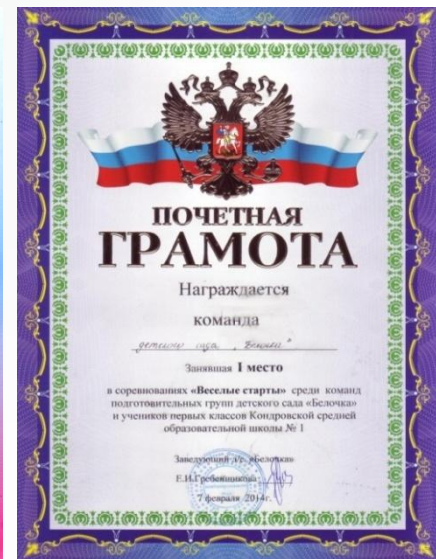 ПОЧЕТНАЯ
ГРАМОТА
Награждается
команда
детского сада „Белочка"
Занявшая I место
в соревнованиях «Веселые старты» среди команд
подготовительных групп детского сада «Белочка»
и учеников первых классов Кондровской средней
образовательной школы № 1
Заведующий д/с «Белочка»
Е.И.Гребенщикова
7 февраля 2014г.